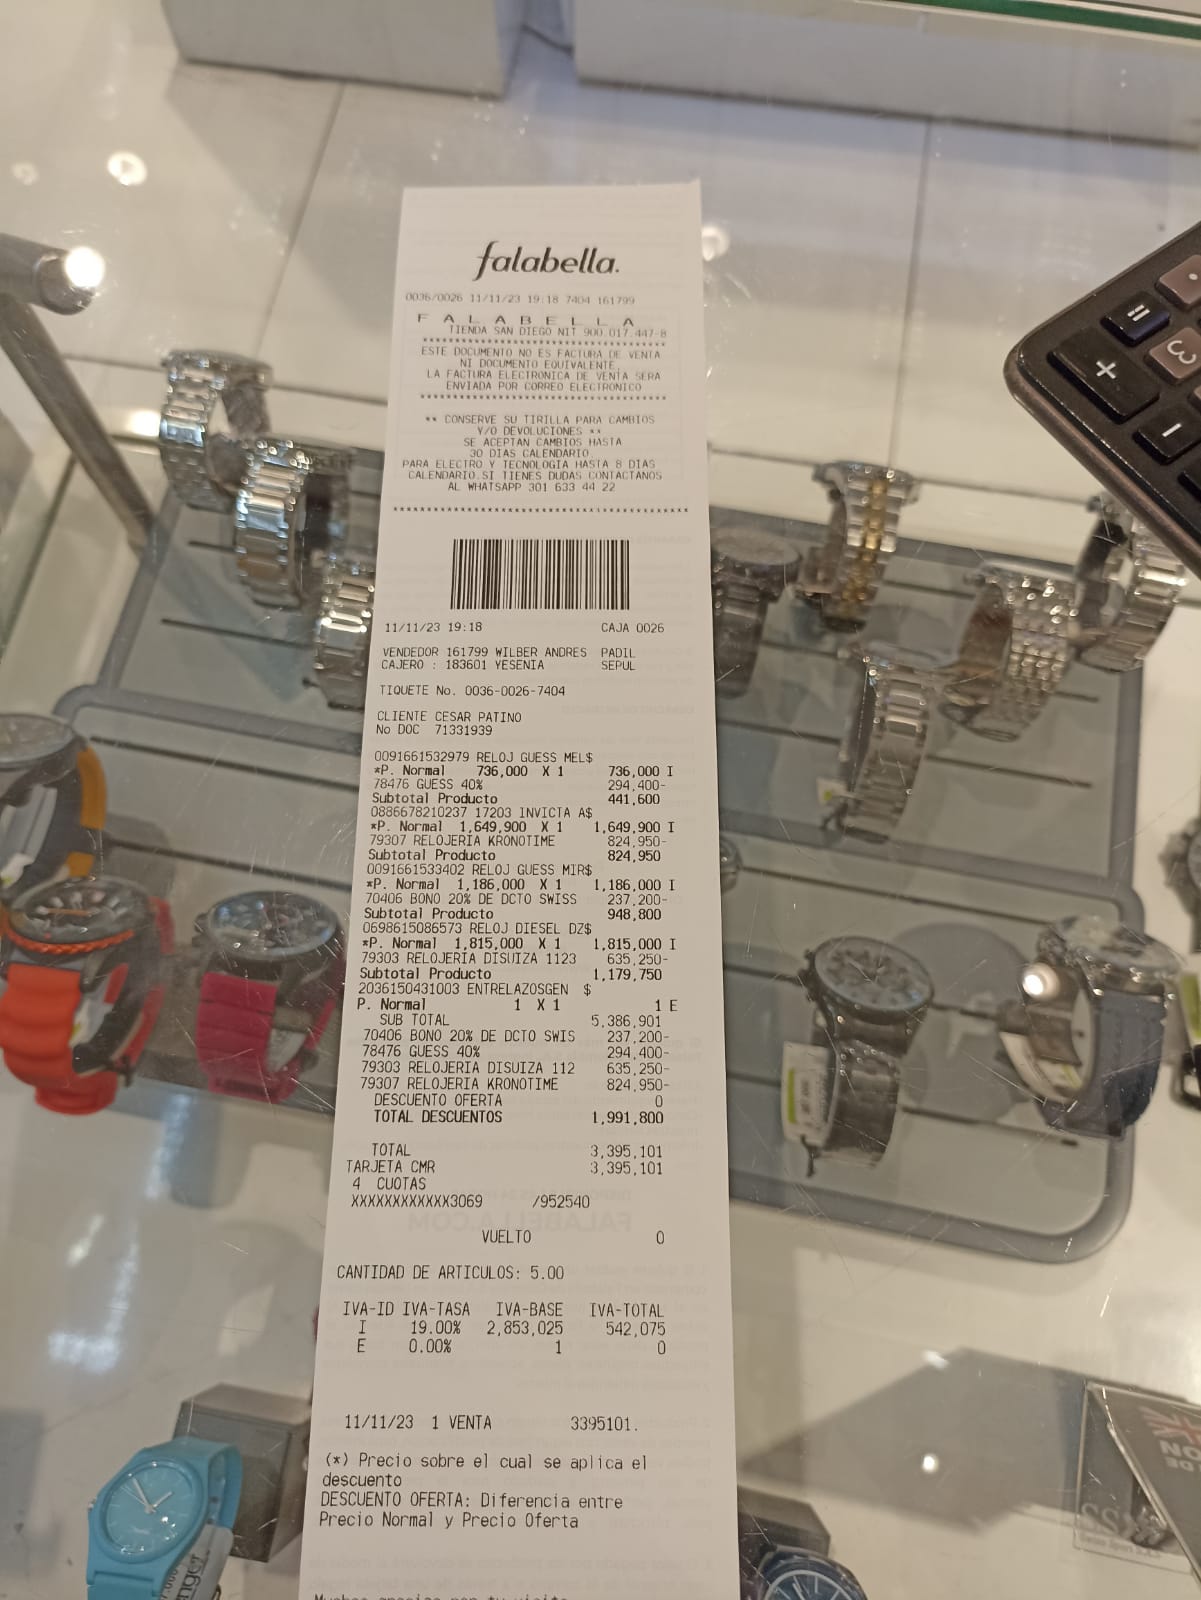 falabella.
0036/0026 11/11/23 19:18 7404 161799
F A L A B E L L A
TIENDA SAN DIEGO NIT 900.017.447-8
****************************************
ESTE DOCUMENTO NO ES FACTURA DE VENTA
NI DOCUMENTO EQUIVALENTE.
LA FACTURA ELECTRONICA DE VENTA SERA
ENVIADA POR CORREO ELECTRONICO
****************************************
** CONSERVE SU TIRILLA PARA CAMBIOS
Y/O DEVOLUCIONES **
SE ACEPTAN CAMBIOS HASTA
30 DIAS CALENDARIO.
PARA ELECTRO Y TECNOLOGIA HASTA 8 DIAS
CALENDARIO.SI TIENES DUDAS CONTACTANOS
AL WHATSAPP 301 633 44 22
****************************************
11/11/23 19:18 CAJA 0026
VENDEDOR 161799 WILBER ANDRES PADIL
CAJERO : 183601 YESENIA SEPUL
TIQUETE No. 0036-0026-7404
CLIENTE CESAR PATINO
No DOC 71331939
0091661532979 RELOJ GUESS MEL$
*P. Normal 736,000 X 1 736,000 I
78476 GUESS 40% 294,400-
Subtotal Producto 441,600
0886678210237 17203 INVICTA A$
*P. Normal 1,649,900 X 1 1,649,900 I
79307 RELOJERIA KRONOTIME 824,950-
Subtotal Producto 824,950
0091661533402 RELOJ GUESS MIR$
*P. Normal 1,186,000 X 1 1,186,000 I
70406 BONO 20% DE DCTO SWISS 237,200-
Subtotal Producto 948,800
0698615086573 RELOJ DIESEL DZ$
*P. Normal 1,815,000 X 1 1,815,000 I
79303 RELOJERIA DISUIZA 1123 635,250-
Subtotal Producto 1,179,750
2036150431003 ENTRELAZOSGEN $
P. Normal 1 X 1 1 E
SUB TOTAL 5,386,901
70406 BONO 20% DE DCTO SWIS 237,200-
78476 GUESS 40% 294,400-
79303 RELOJERIA DISUIZA 112 635,250-
79307 RELOJERIA KRONOTIME 824,950-
DESCUENTO OFERTA 0
TOTAL DESCUENTOS 1,991,800
TOTAL 3,395,101
TARJETA CMR 3,395,101
4 CUOTAS
XXXXXXXXXXXX3069 /952540
VUELTO 0
CANTIDAD DE ARTICULOS: 5.00
IVA-ID IVA-TASA IVA-BASE IVA-TOTAL
I 19.00% 2,853,025 542,075
E 0.00% 1 0
11/11/23 1 VENTA 3395101.
(*) Precio sobre el cual se aplica el
descuento
DESCUENTO OFERTA: Diferencia entre
Precio Normal y Precio Oferta
=
3
+
-